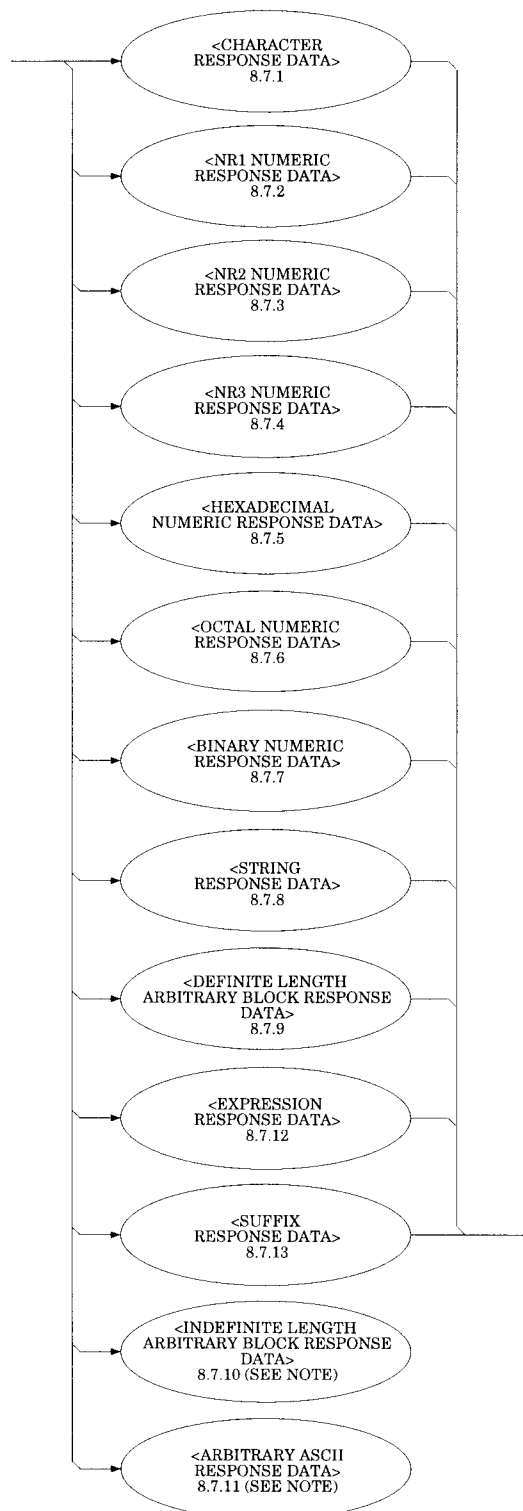 <CHARACTER
RESPONSE DATA>
8.7.1
<NR1 NUMERIC
RESPONSE DATA>
8.7.2
<NR2 NUMERIC
RESPONSE DATA>
8.7.3
<NR3 NUMERIC
RESPONSE DATA>
8.7.4
<HEXADECIMAL
NUMERIC RESPONSE DATA>
8.7.5
<OCTAL NUMERIC
RESPONSE DATA>
8.7.6
<BINARY NUMERIC
RESPONSE DATA>
8.7.7
<STRING
RESPONSE DATA>
8.7.8
<DEFINITE LENGTH
ARBITRARY BLOCK RESPONSE
DATA>
8.7.9
<EXPRESSION
RESPONSE DATA>
8.7.12
<SUFFIX
RESPONSE DATA>
8.7.13
<INDEFINITE LENGTH
ARBITRARY BLOCK RESPONSE
DATA>
8.7.10 (SEE NOTE)
<ARBITRARY ASCII
RESPONSE DATA>
8.7.11 (SEE NOTE)